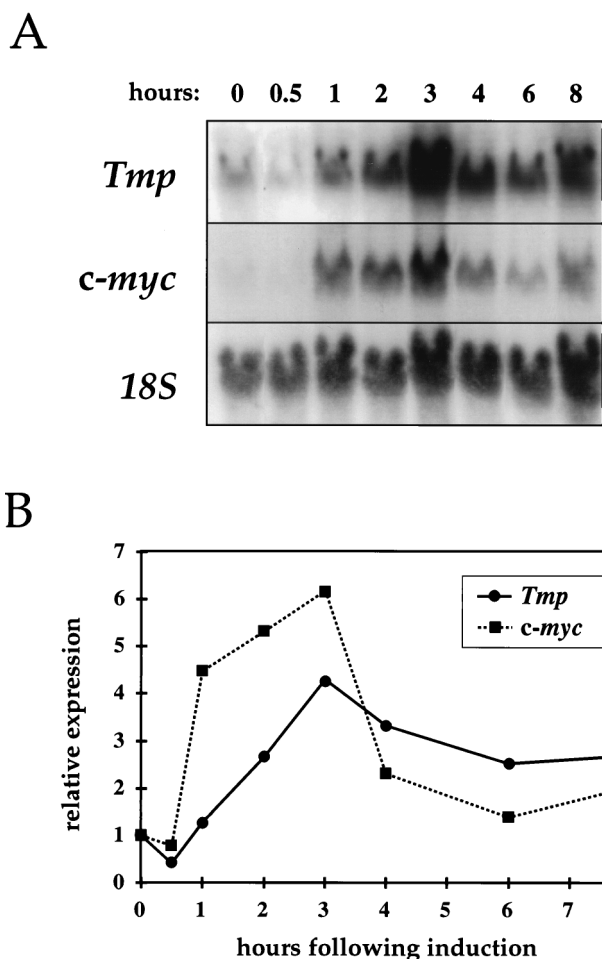 A
hours: 0 0.5 1 2 3 4 6 8
Tmp
c-myc
18S
B
7
6
5
4
3
2
1
0
relative expression
Tmp
c-myc
0 1 2 3 4 5 6 7
hours following induction